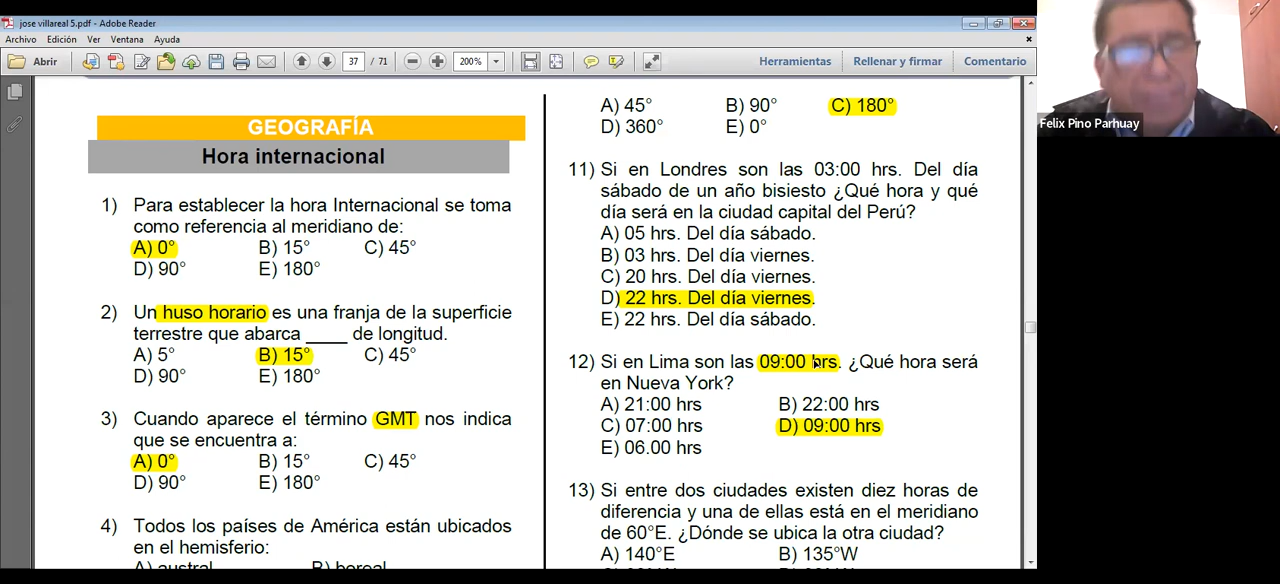 jose villareal 5.pdf - Adobe Reader
Archivo Edición Ver Ventana Ayuda
Abrir 37 / 71 200% Herramientas Rellenar y firmar Comentario
GEOGRAFÍA
Hora internacional
1) Para establecer la hora Internacional se toma
como referencia al meridiano de:
A) 0° B) 15° C) 45°
D) 90° E) 180°
2) Un huso horario es una franja de la superficie
terrestre que abarca ____ de longitud.
A) 5° B) 15° C) 45°
D) 90° E) 180°
3) Cuando aparece el término GMT nos indica
que se encuentra a:
A) 0° B) 15° C) 45°
D) 90° E) 180°
4) Todos los países de América están ubicados
en el hemisferio:
A) austral B) boreal
A) 45° B) 90° C) 180°
D) 360° E) 0°
11) Si en Londres son las 03:00 hrs. Del día
sábado de un año bisiesto ¿Qué hora y qué
día será en la ciudad capital del Perú?
A) 05 hrs. Del día sábado.
B) 03 hrs. Del día viernes.
C) 20 hrs. Del día viernes.
D) 22 hrs. Del día viernes.
E) 22 hrs. Del día sábado.
12) Si en Lima son las 09:00 hrs. ¿Qué hora será
en Nueva York?
A) 21:00 hrs B) 22:00 hrs
C) 07:00 hrs D) 09:00 hrs
E) 06.00 hrs
13) Si entre dos ciudades existen diez horas de
diferencia y una de ellas está en el meridiano
de 60°E. ¿Dónde se ubica la otra ciudad?
A) 140°E B) 135°W
Felix Pino Parhuay